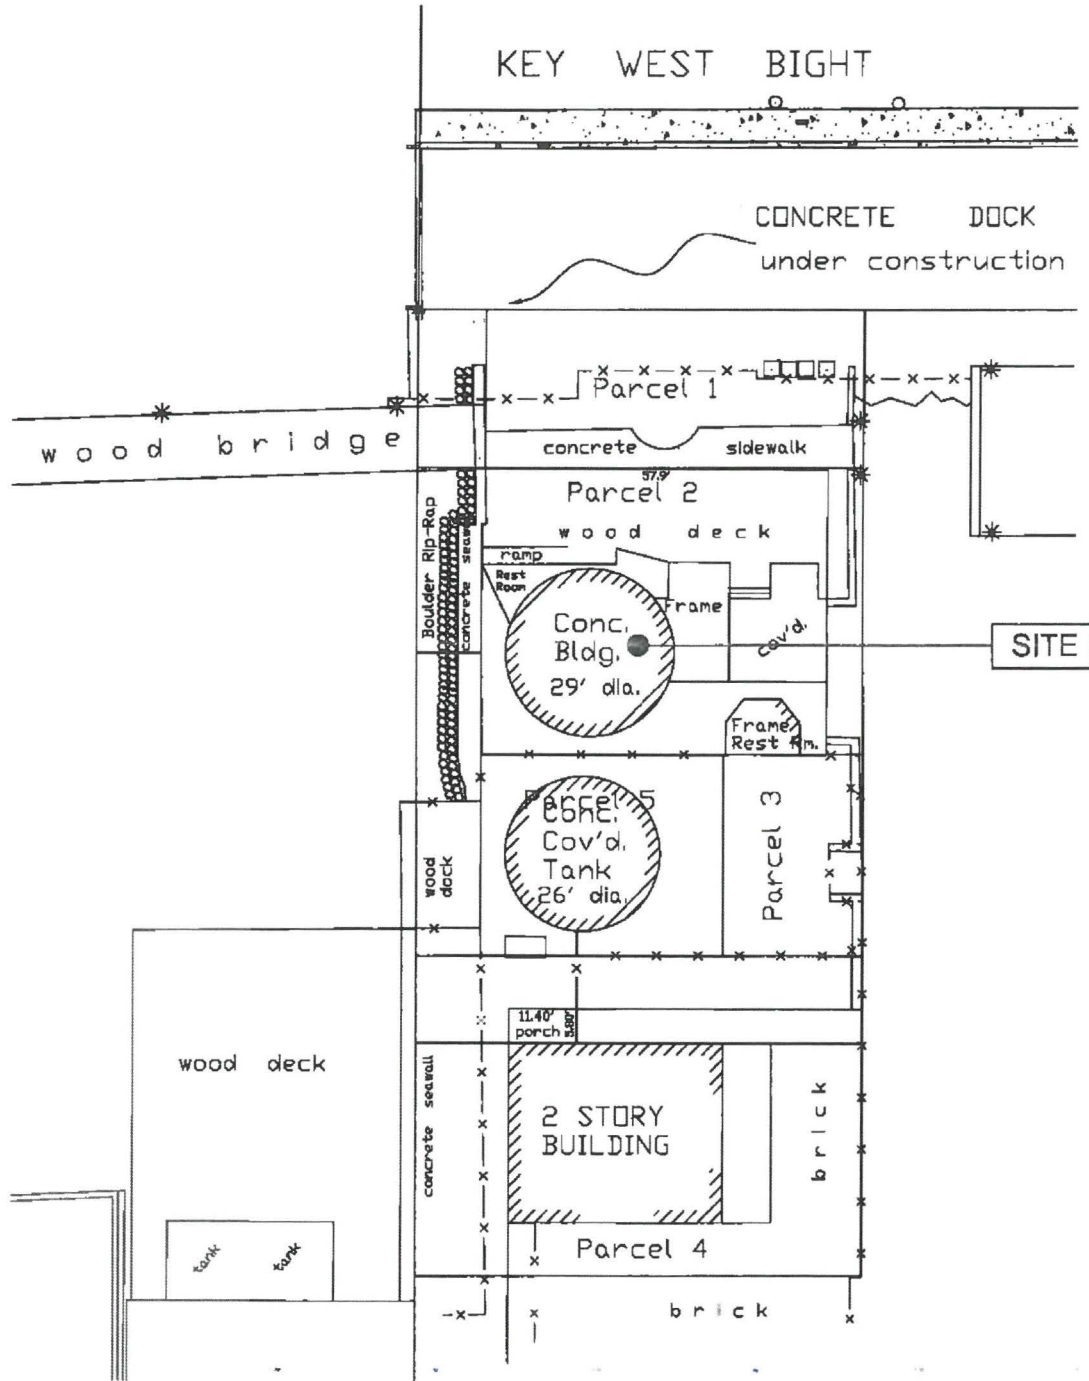 KEY WEST BIGHT
CONCRETE DOCK
under construction
Parcel 1
wood bridge
concrete sidewalk
57.9'
Parcel 2
wood deck
Boulder Rip-Rap
concrete seawall
ramp
Rest
Room
Frame
Conc.
Bldg.
29' dia.
Cov'd.
SITE
Frame
Rest Rm.
Parcel 5
Conc.
Cov'd.
Tank
26' dia.
Parcel 3
wood
dock
11.40'
porch
5.80'
wood deck
concrete seawall
2 STORY
BUILDING
brick
tank
tank
Parcel 4
brick